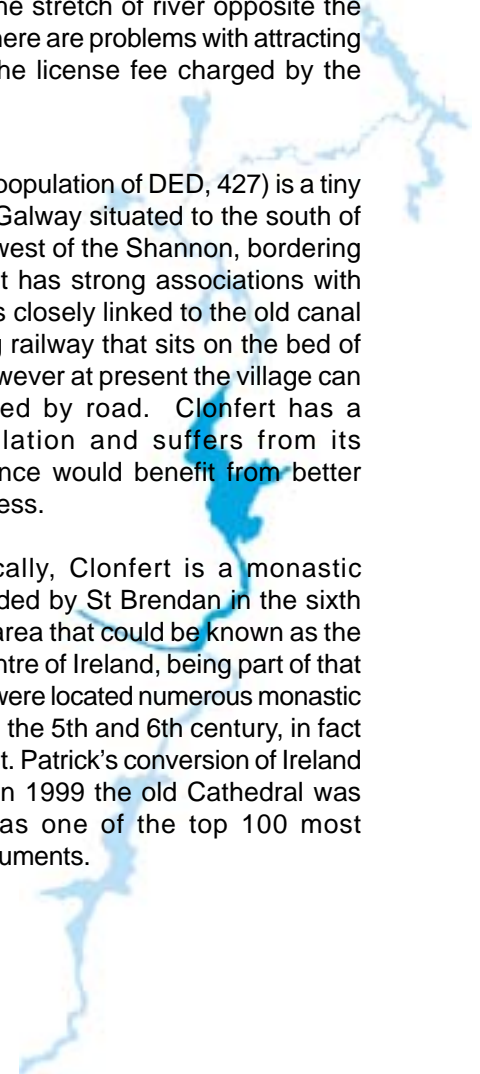 he stretch of river opposite the
here are problems with attracting
he license fee charged by the
population of DED, 427) is a tiny
Galway situated to the south of
west of the Shannon, bordering
t has strong associations with
s closely linked to the old canal
g railway that sits on the bed of
wever at present the village can
ed by road. Clonfert has a
lation and suffers from its
nce would benefit from better
ess.
cally, Clonfert is a monastic
ded by St Brendan in the sixth
area that could be known as the
ntre of Ireland, being part of that
were located numerous monastic
the 5th and 6th century, in fact
t. Patrick's conversion of Ireland
n 1999 the old Cathedral was
as one of the top 100 most
uments.